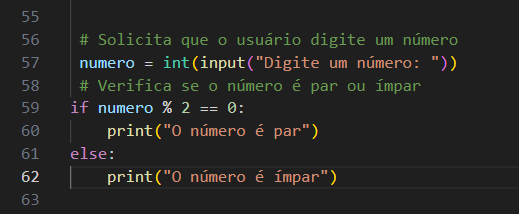 55
56 # Solicita que o usuário digite um número
57 numero = int(input("Digite um número: "))
58 # Verifica se o número é par ou ímpar
59 if numero % 2 == 0:
60 print("O número é par")
61 else:
62 print("O número é ímpar")
63